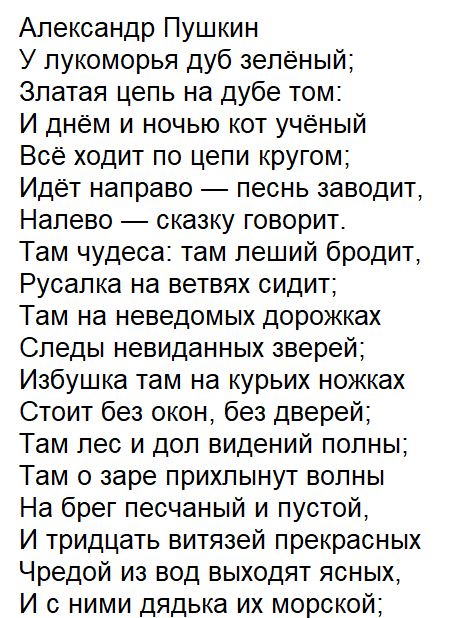 Александр Пушкин
У лукоморья дуб зелёный;
Златая цепь на дубе том:
И днём и ночью кот учёный
Всё ходит по цепи кругом;
Идёт направо — песнь заводит,
Налево — сказку говорит.
Там чудеса: там леший бродит,
Русалка на ветвях сидит;
Там на неведомых дорожках
Следы невиданных зверей;
Избушка там на курьих ножках
Стоит без окон, без дверей;
Там лес и дол видений полны;
Там о заре прихлынут волны
На брег песчаный и пустой,
И тридцать витязей прекрасных
Чредой из вод выходят ясных,
И с ними дядька их морской;